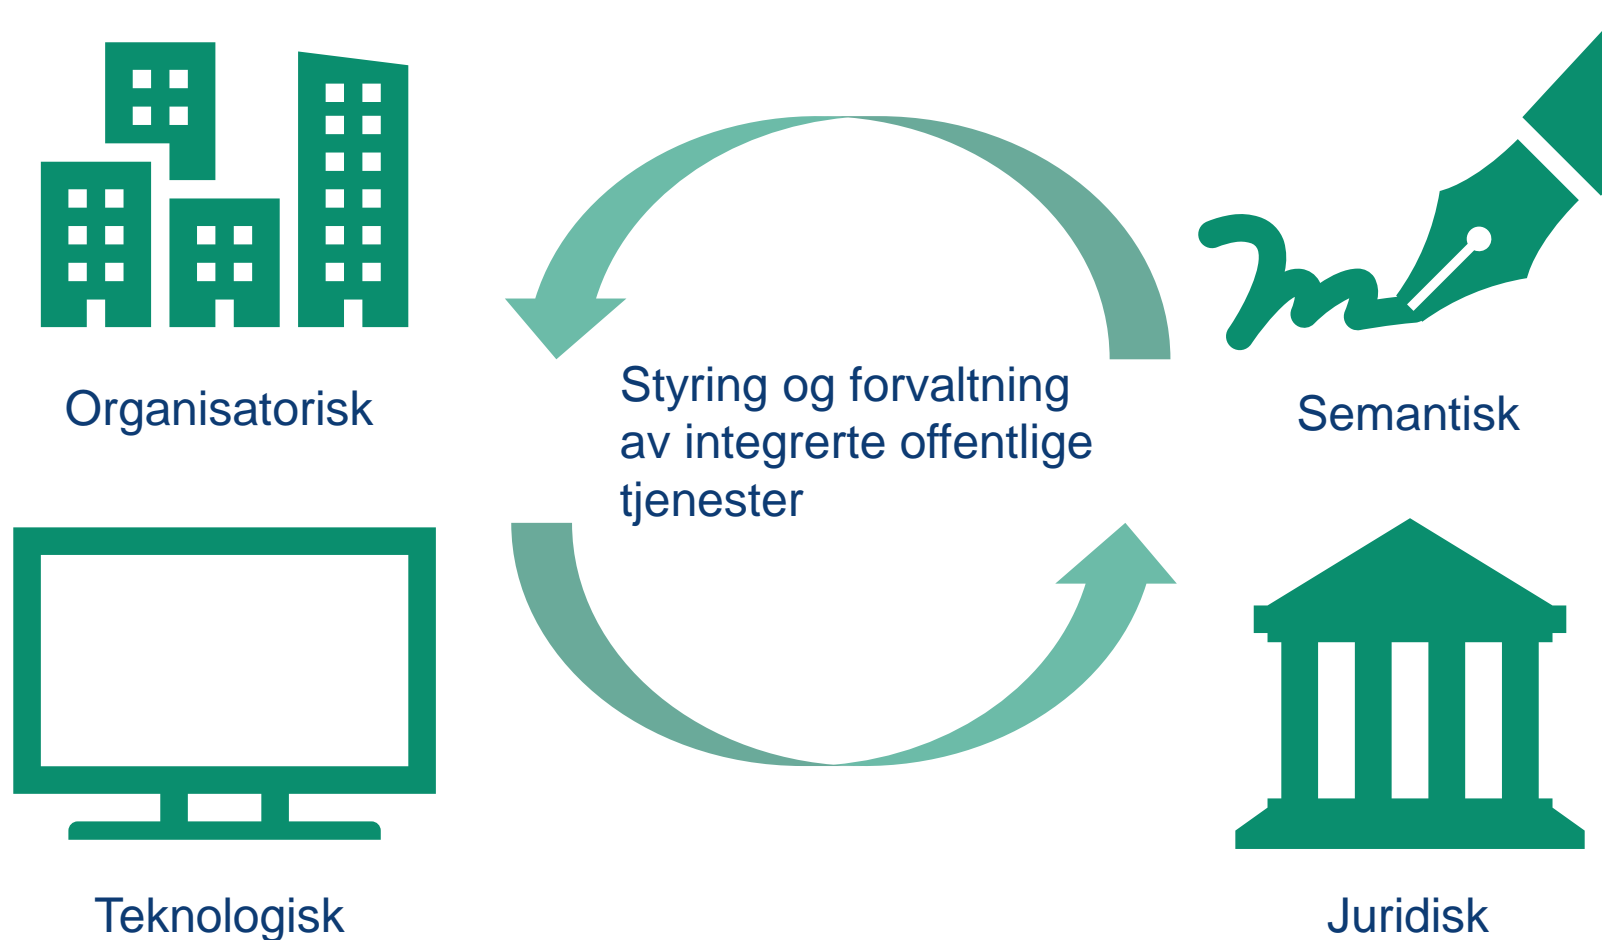 Organisatorisk
Semantisk
Styring og forvaltning
av integrerte offentlige
tjenester
Teknologisk
Juridisk